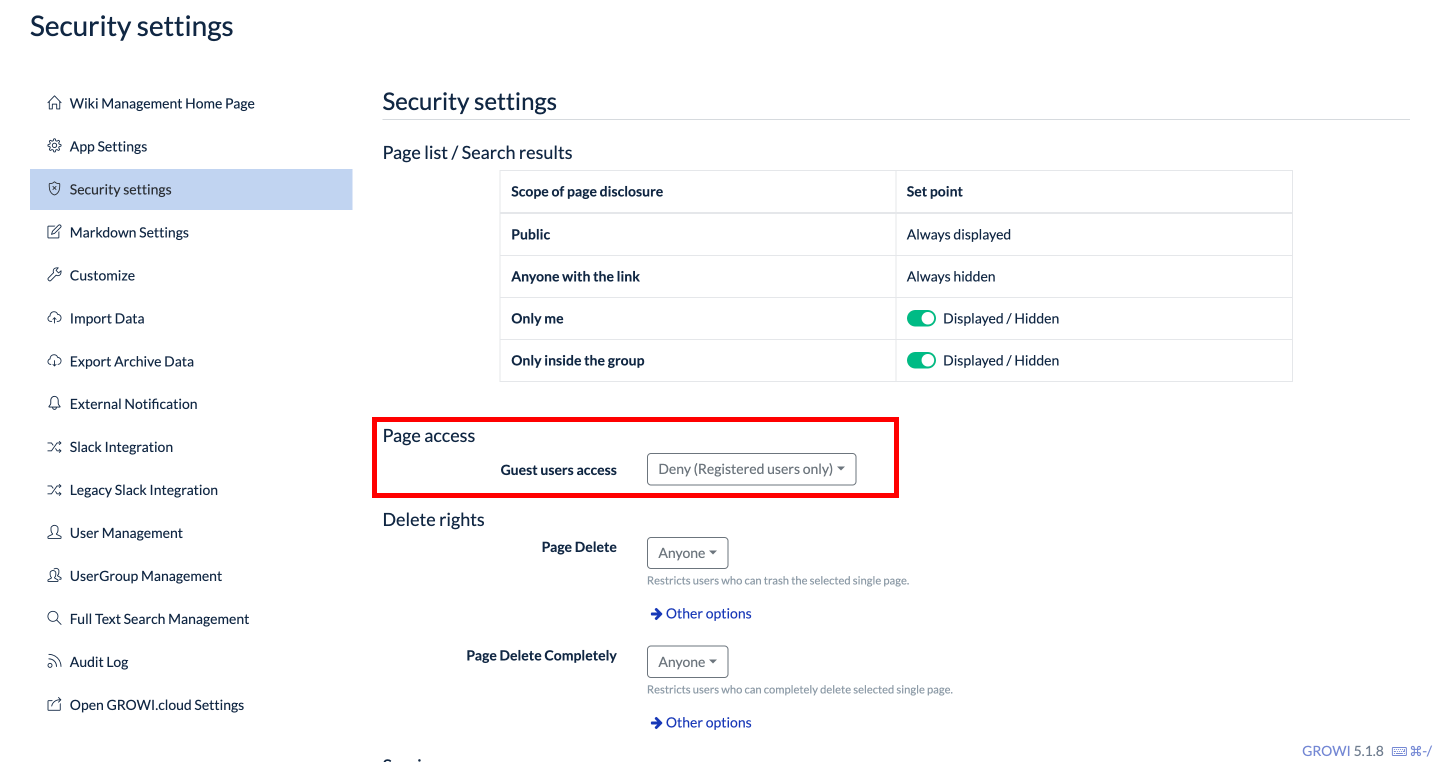 Security settings
Wiki Management Home Page
App Settings
Security settings
Markdown Settings
Customize
Import Data
Export Archive Data
External Notification
Slack Integration
Legacy Slack Integration
User Management
UserGroup Management
Full Text Search Management
Audit Log
Open GROWI.cloud Settings
Security settings
Page list / Search results
Scope of page disclosure Set point
Public Always displayed
Anyone with the link Always hidden
Only me Displayed / Hidden
Only inside the group Displayed / Hidden
Page access
Guest users access Deny (Registered users only)
Delete rights
Page Delete Anyone
Restricts users who can trash the selected single page.
Other options
Page Delete Completely Anyone
Restricts users who can completely delete selected single page.
Other options
GROWI 5.1.8 ⌘-/